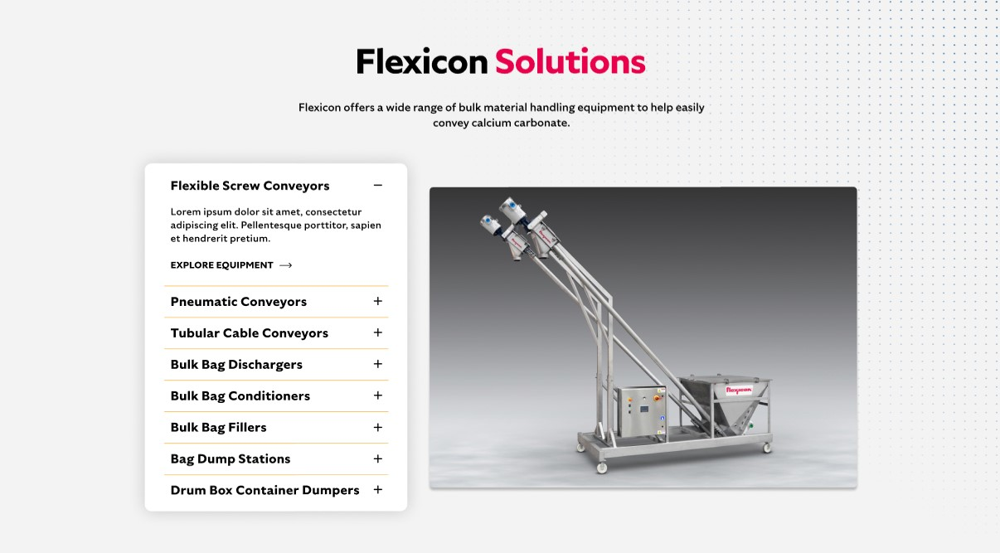 Flexicon Solutions
Flexicon offers a wide range of bulk material handling equipment to help easily
convey calcium carbonate.
Flexible Screw Conveyors
Lorem ipsum dolor sit amet, consectetur
adipiscing elit. Pellentesque porttitor, sapien
et hendrerit pretium.
EXPLORE EQUIPMENT
Pneumatic Conveyors
Tubular Cable Conveyors
Bulk Bag Dischargers
Bulk Bag Conditioners
Bulk Bag Fillers
Bag Dump Stations
Drum Box Container Dumpers
flexicon
flexicon
flexicon